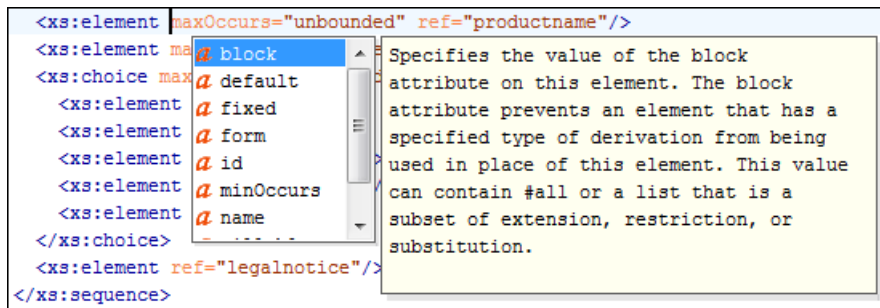 <xs:element maxOccurs="unbounded" ref="productname"/>
<xs:element ma
<xs:choice max
<xs:element
<xs:element
<xs:element
<xs:element
<xs:element
</xs:choice>
<xs:element ref="legalnotice"/>
</xs:sequence>
a block
a default
a fixed
a form
a id
a minOccurs
a name
Specifies the value of the block
attribute on this element. The block
attribute prevents an element that has a
specified type of derivation from being
used in place of this element. This value
can contain #all or a list that is a
subset of extension, restriction, or
substitution.